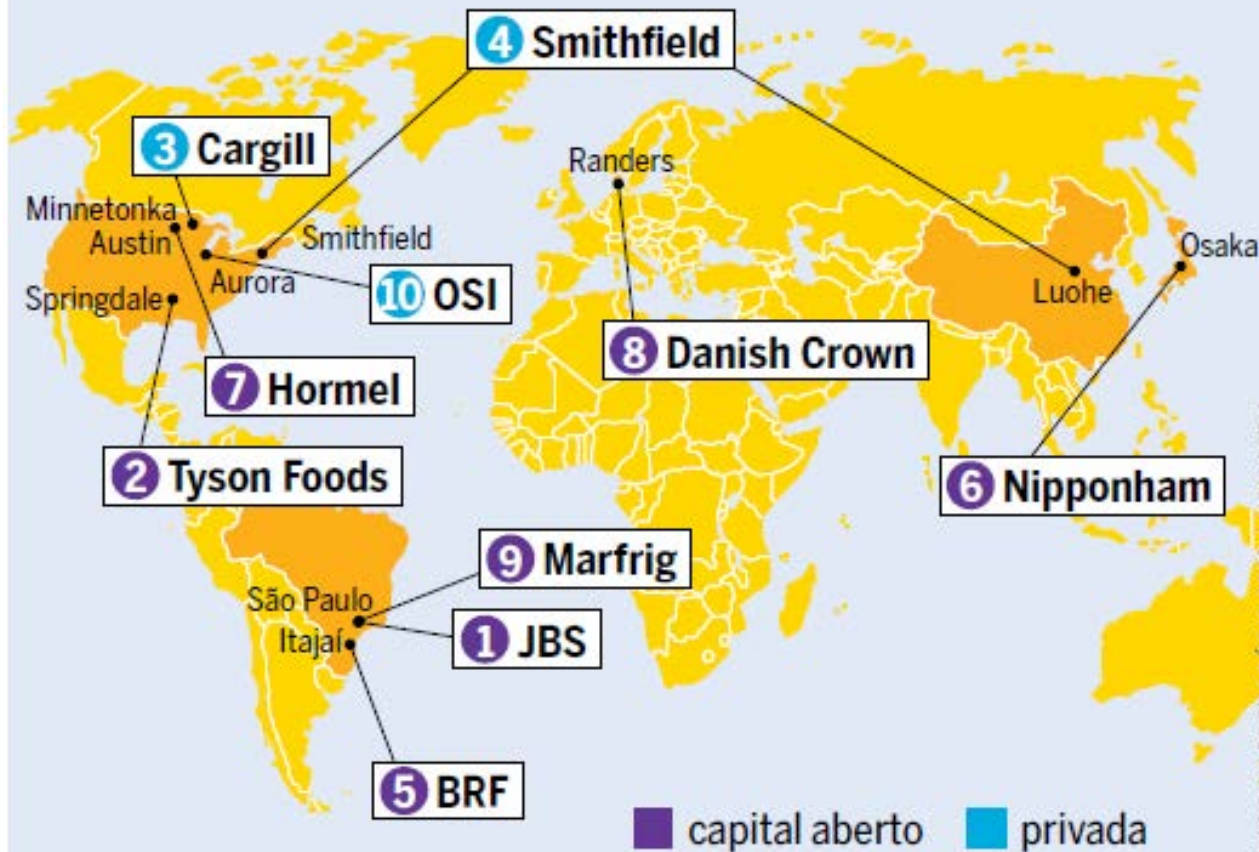 4 Smithfield
3 Cargill
Randers
Minnetonka
Austin
Smithfield
Osaka
Aurora
10 OSI
Luohe
Springdale
8 Danish Crown
7 Hormel
2 Tyson Foods
6 Nipponham
9 Marfrig
São Paulo
1 JBS
Itajaí
5 BRF
capital aberto
privada